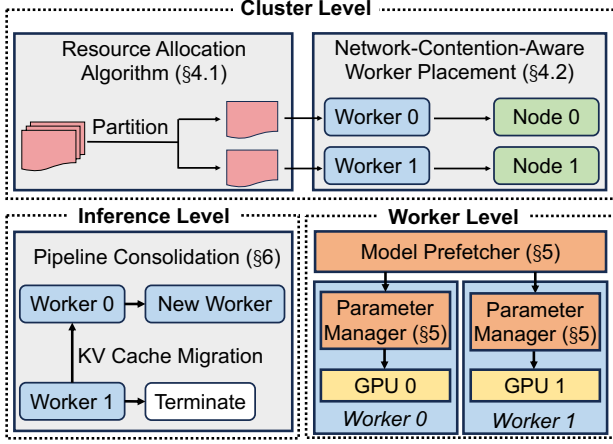 Cluster Level
Resource Allocation
Algorithm (§4.1)
Partition
Network-Contention-Aware
Worker Placement (§4.2)
Worker 0
Node 0
Worker 1
Node 1
Inference Level
Pipeline Consolidation (§6)
Worker 0
New Worker
KV Cache Migration
Worker 1
Terminate
Worker Level
Model Prefetcher (§5)
Parameter
Manager (§5)
GPU 0
Worker 0
Parameter
Manager (§5)
GPU 1
Worker 1